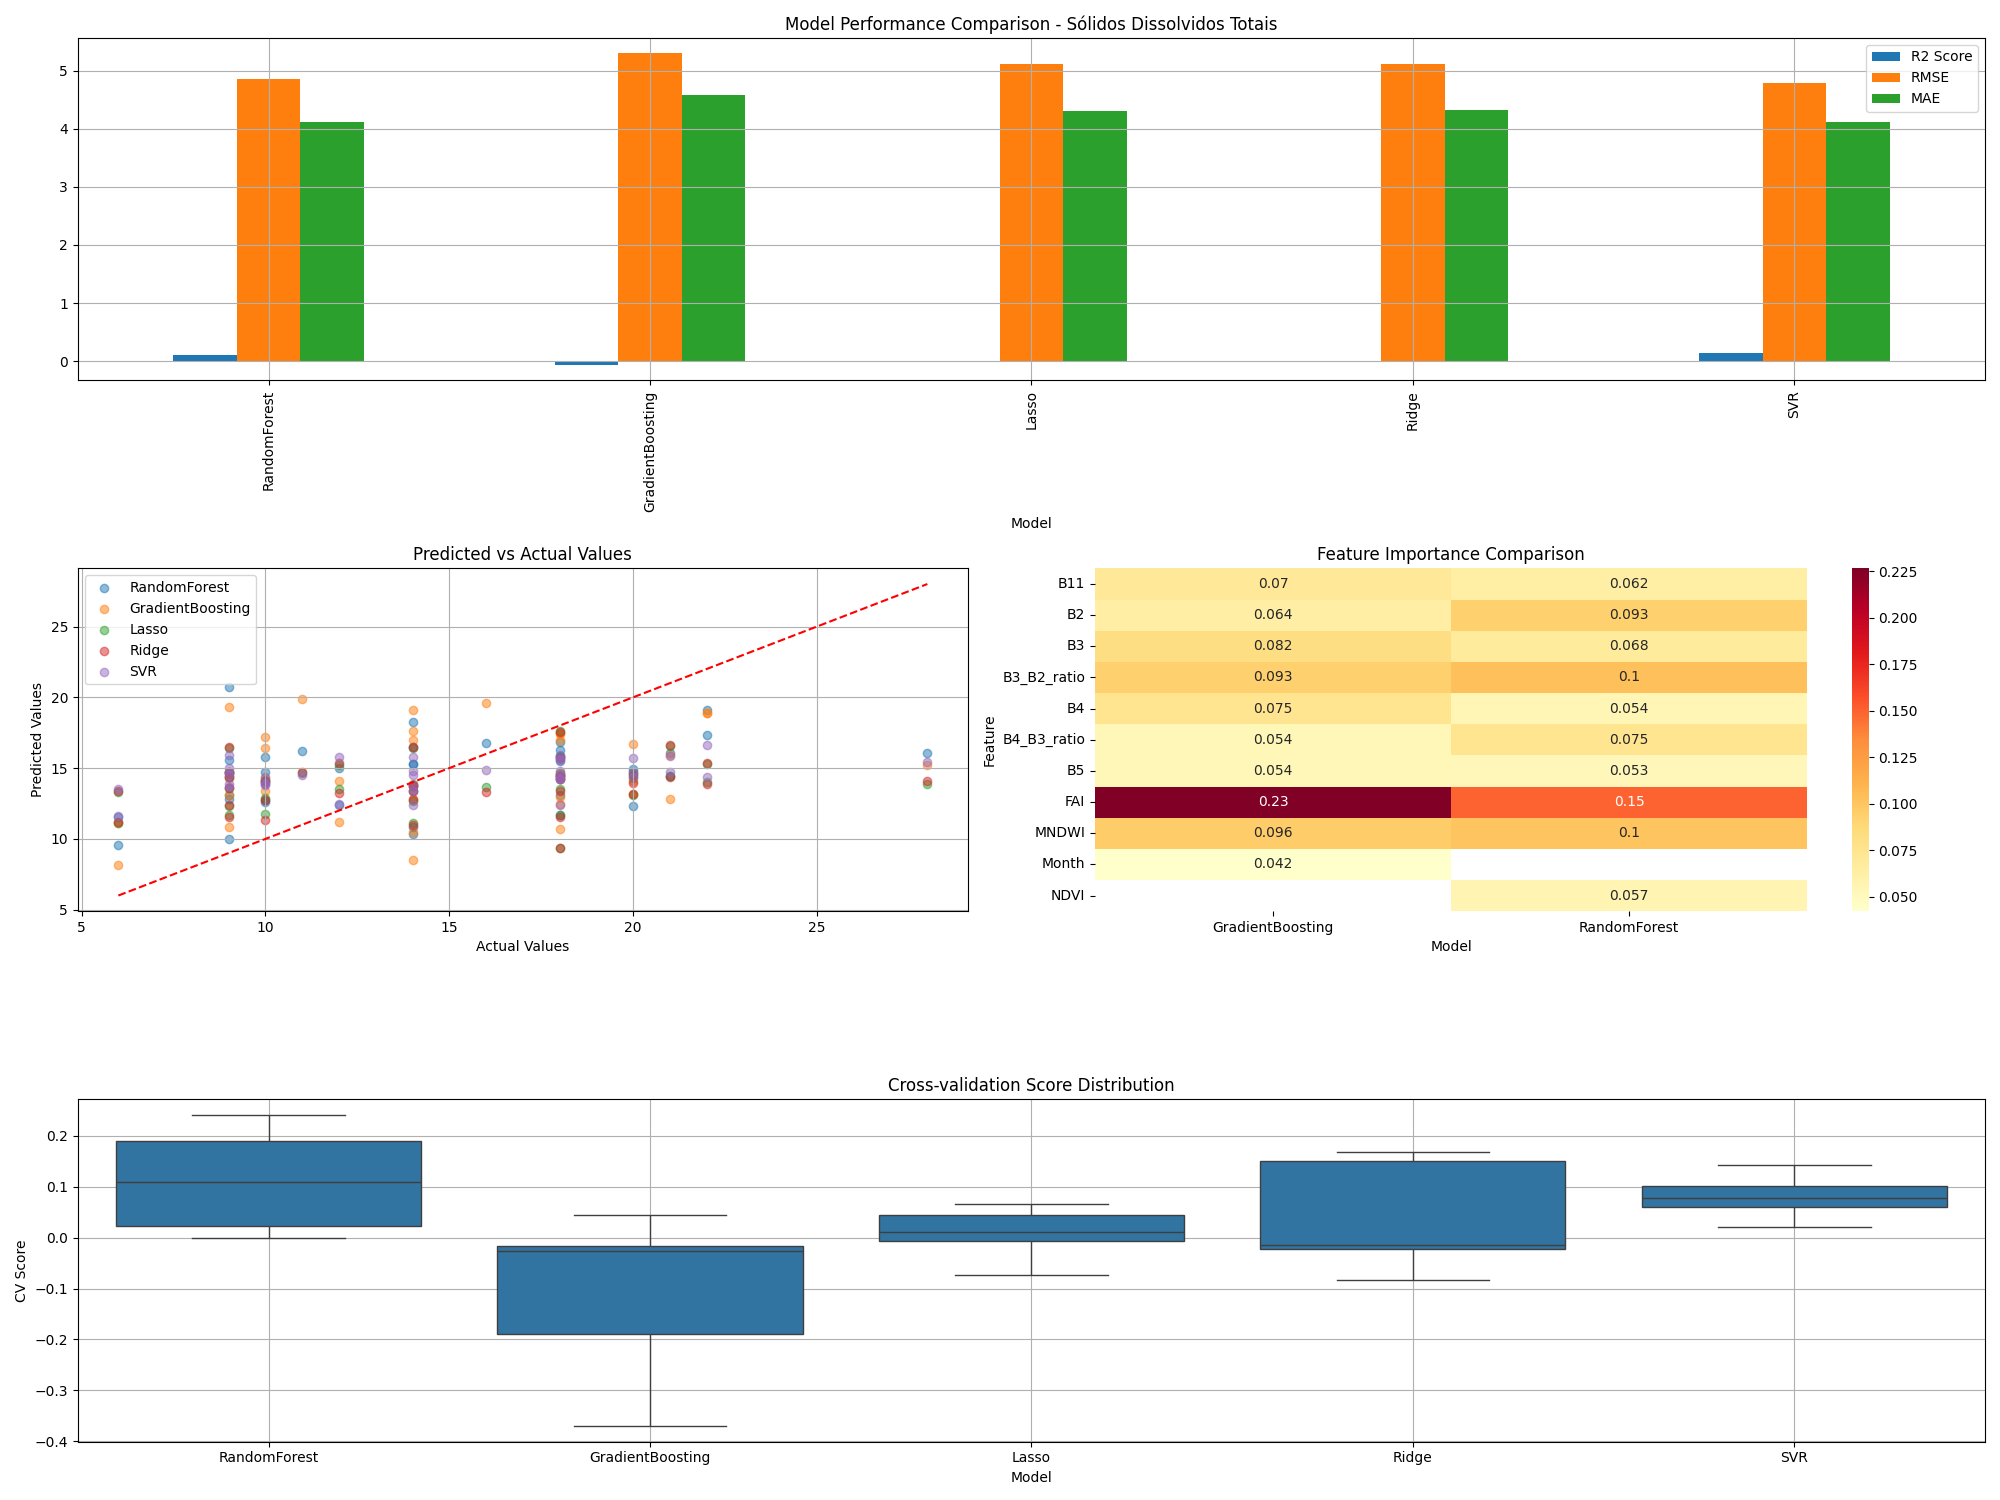 Model Performance Comparison - Sólidos Dissolvidos Totais
R2 Score
RMSE
MAE
5
4
3
2
1
0
RandomForest
GradientBoosting
Lasso
Ridge
SVR
Model
Predicted vs Actual Values
RandomForest
GradientBoosting
Lasso
Ridge
SVR
Predicted Values
25
20
15
10
5
5 10 15 20 25
Actual Values
Feature Importance Comparison
Feature
B11 0.07 0.062
B2 0.064 0.093
B3 0.082 0.068
B3_B2_ratio 0.093 0.1
B4 0.075 0.054
B4_B3_ratio 0.054 0.075
B5 0.054 0.053
FAI 0.23 0.15
MNDWI 0.096 0.1
Month 0.042
NDVI 0.057
GradientBoosting RandomForest
Model
0.225
0.200
0.175
0.150
0.125
0.100
0.075
0.050
Cross-validation Score Distribution
CV Score
0.2
0.1
0.0
−0.1
−0.2
−0.3
−0.4
RandomForest GradientBoosting Lasso Ridge SVR
Model